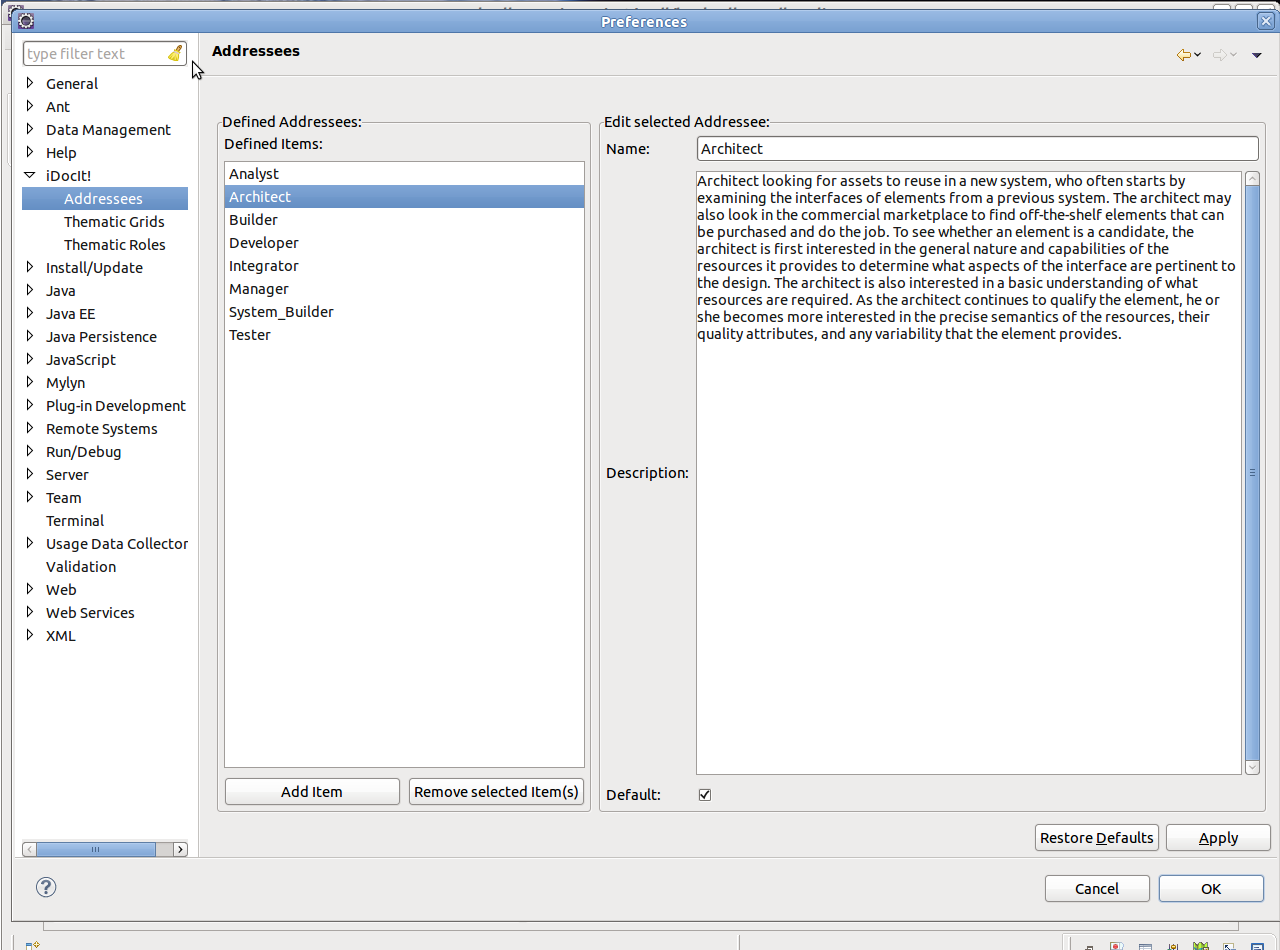 Preferences
type filter text
Addressees
General
Ant
Data Management
Help
iDocIt!
Addressees
Thematic Grids
Thematic Roles
Install/Update
Java
Java EE
Java Persistence
JavaScript
Mylyn
Plug-in Development
Remote Systems
Run/Debug
Server
Team
Terminal
Usage Data Collector
Validation
Web
Web Services
XML
Defined Addressees:
Defined Items:
Analyst
Architect
Builder
Developer
Integrator
Manager
System_Builder
Tester
Add Item
Remove selected Item(s)
Edit selected Addressee:
Name:
Architect
Description:
Architect looking for assets to reuse in a new system, who often starts by
examining the interfaces of elements from a previous system. The architect may
also look in the commercial marketplace to find off-the-shelf elements that can
be purchased and do the job. To see whether an element is a candidate, the
architect is first interested in the general nature and capabilities of the
resources it provides to determine what aspects of the interface are pertinent to
the design. The architect is also interested in a basic understanding of what
resources are required. As the architect continues to qualify the element, he or
she becomes more interested in the precise semantics of the resources, their
quality attributes, and any variability that the element provides.
Default:
Restore Defaults
Apply
Cancel
OK